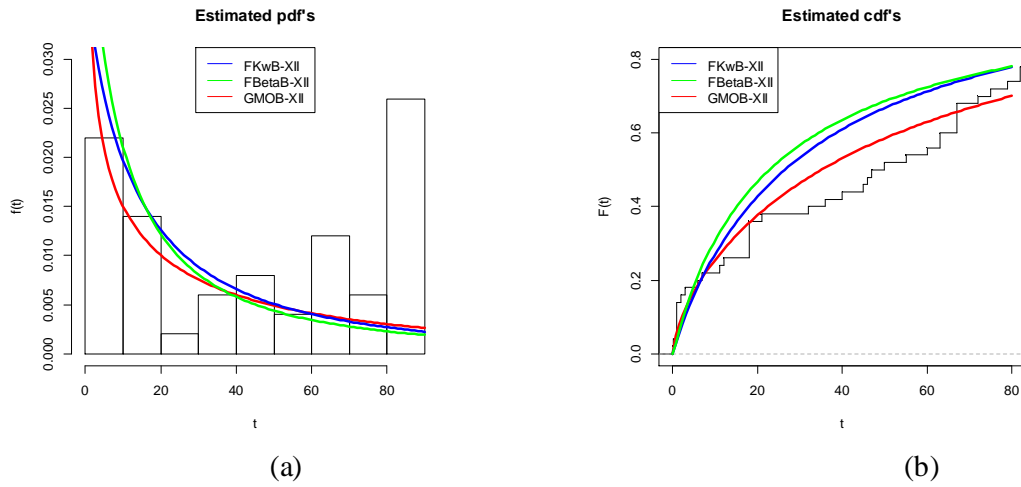 Estimated pdf's
FKwB-XII
FBetaB-XII
GMOB-XII
f(t)
0.000
0.005
0.010
0.015
0.020
0.025
0.030
0
20
40
60
80
t
(a)
Estimated cdf's
FKwB-XII
FBetaB-XII
GMOB-XII
F(t)
0.0
0.2
0.4
0.6
0.8
0
20
40
60
80
t
(b)